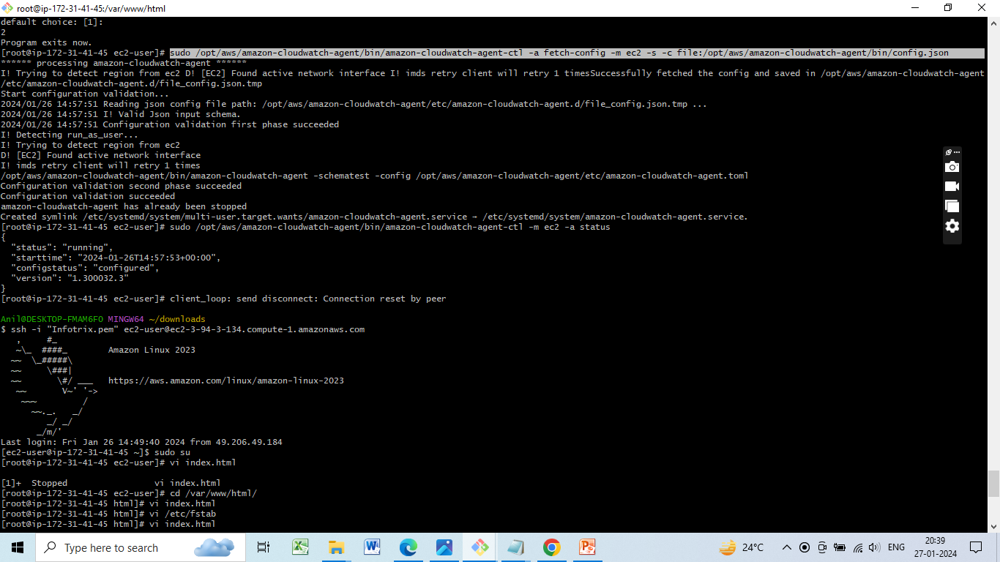 root@ip-172-31-41-45:/var/www/html
default choice: [1]:
2
Program exits now.
[root@ip-172-31-41-45 ec2-user]# sudo /opt/aws/amazon-cloudwatch-agent/bin/amazon-cloudwatch-agent-ctl -a fetch-config -m ec2 -s -c file:/opt/aws/amazon-cloudwatch-agent/bin/config.json
****** processing amazon-cloudwatch-agent ******
I! Trying to detect region from ec2 D! [EC2] Found active network interface I! imds retry client will retry 1 timesSuccessfully fetched the config and saved in /opt/aws/amazon-cloudwatch-agent
/etc/amazon-cloudwatch-agent.d/file_config.json.tmp
Start configuration validation...
2024/01/26 14:57:51 Reading json config file path: /opt/aws/amazon-cloudwatch-agent/etc/amazon-cloudwatch-agent.d/file_config.json.tmp ...
2024/01/26 14:57:51 I! Valid Json input schema.
2024/01/26 14:57:51 Configuration validation first phase succeeded
I! Detecting run_as_user...
I! Trying to detect region from ec2
D! [EC2] Found active network interface
I! imds retry client will retry 1 times
/opt/aws/amazon-cloudwatch-agent/bin/amazon-cloudwatch-agent -schematest -config /opt/aws/amazon-cloudwatch-agent/etc/amazon-cloudwatch-agent.toml
Configuration validation second phase succeeded
Configuration validation succeeded
amazon-cloudwatch-agent has already been stopped
Created symlink /etc/systemd/system/multi-user.target.wants/amazon-cloudwatch-agent.service → /etc/systemd/system/amazon-cloudwatch-agent.service.
[root@ip-172-31-41-45 ec2-user]# sudo /opt/aws/amazon-cloudwatch-agent/bin/amazon-cloudwatch-agent-ctl -m ec2 -a status
{
  "status": "running",
  "starttime": "2024-01-26T14:57:53+00:00",
  "configstatus": "configured",
  "version": "1.300032.3"
}
[root@ip-172-31-41-45 ec2-user]# client_loop: send disconnect: Connection reset by peer
Anil@DESKTOP-FMAM6FO MINGW64 ~/downloads
$ ssh -i "Infotrix.pem" ec2-user@ec2-3-94-3-134.compute-1.amazonaws.com
   ,     #_
   ~\_  ####_        Amazon Linux 2023
  ~~  \_#####\
  ~~     \###|
  ~~       \#/ ___   https://aws.amazon.com/linux/amazon-linux-2023
   ~~       V~' '->
    ~~~         /
      ~~._.   _/
         _/ _/
       _/m/'
Last login: Fri Jan 26 14:49:40 2024 from 49.206.49.184
[ec2-user@ip-172-31-41-45 ~]$ sudo su
[root@ip-172-31-41-45 ec2-user]# vi index.html
[1]+  Stopped                 vi index.html
[root@ip-172-31-41-45 ec2-user]# cd /var/www/html/
[root@ip-172-31-41-45 html]# vi index.html
[root@ip-172-31-41-45 html]# vi /etc/fstab
[root@ip-172-31-41-45 html]# vi index.html
Type here to search
24°C
ENG
20:39
27-01-2024